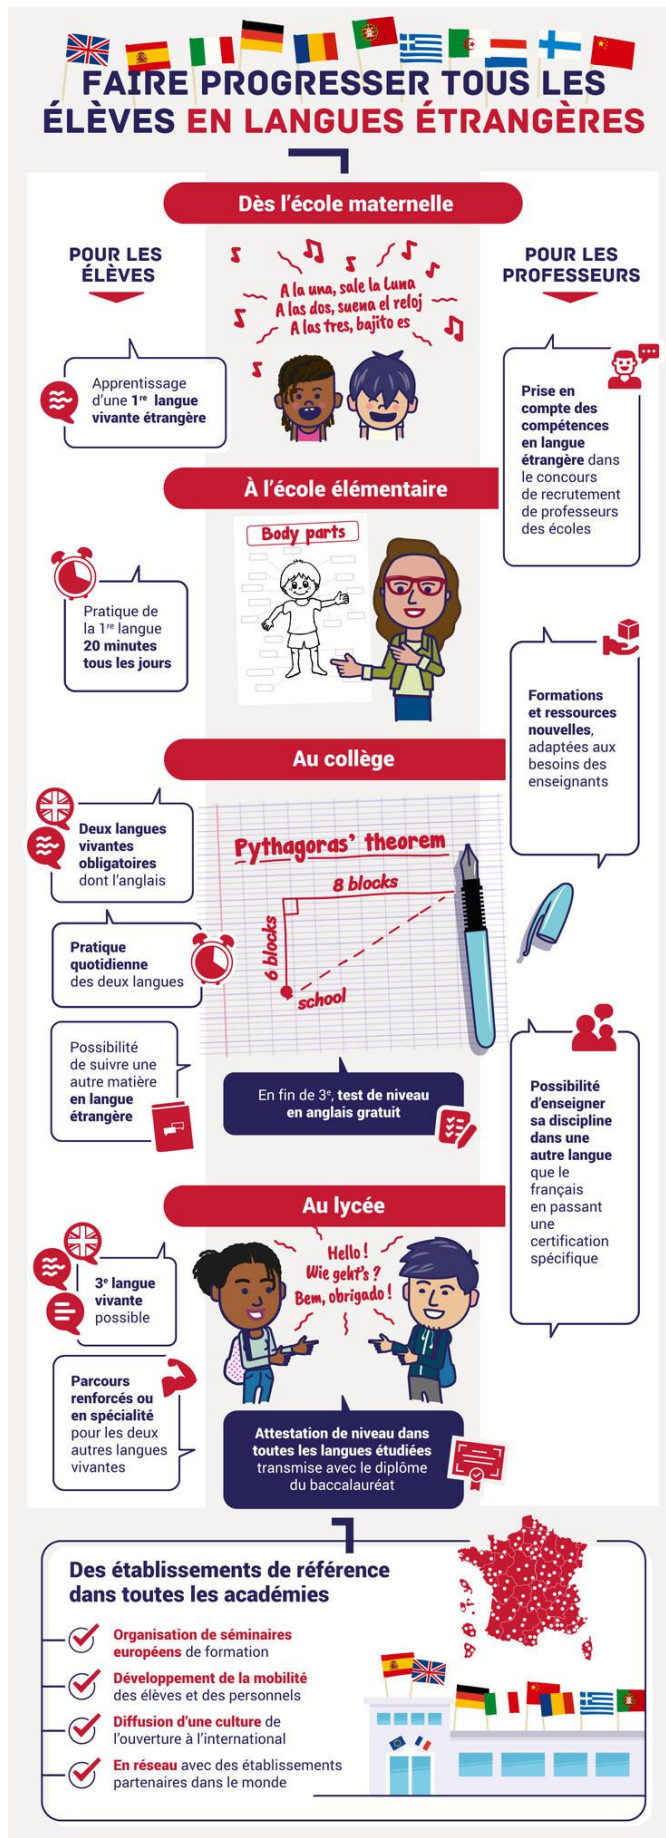 FAIRE PROGRESSER TOUS LES
ÉLÈVES EN LANGUES ÉTRANGÈRES
Dès l'école maternelle
POUR LES
ÉLÈVES
POUR LES
PROFESSEURS
A la una, sale la Luna
A las dos, suena el reloj
A las tres, bajito es
Apprentissage
d'une 1re langue
vivante étrangère
Prise en
compte des
compétences
en langue
étrangère dans
le concours
de recrutement
de professeurs
des écoles
À l'école élémentaire
Body parts
Pratique de
la 1re langue
20 minutes
tous les jours
Formations
et ressources
nouvelles,
adaptées aux
besoins des
enseignants
Au collège
Deux langues
vivantes
obligatoires
dont l'anglais
Pythagoras' theorem
8 blocks
6 blocks
school
Pratique
quotidienne
des deux langues
Possibilité
de suivre une
autre matière
en langue
étrangère
En fin de 3e, test de niveau
en anglais gratuit
Possibilité
d'enseigner
sa discipline
dans une
autre langue
que le
français
en passant
une
certification
spécifique
Au lycée
Hello !
Wie geht's ?
Bem, obrigado !
3e langue
vivante
possible
Parcours
renforcés ou
en spécialité
pour les deux
autres langues
vivantes
Attestation de niveau dans
toutes les langues étudiées
transmise avec le diplôme
du baccalauréat
Des établissements de référence
dans toutes les académies
Organisation de séminaires
européens de formation
Développement de la mobilité
des élèves et des personnels
Diffusion d'une culture de
l'ouverture à l'international
En réseau avec des établissements
partenaires dans le monde